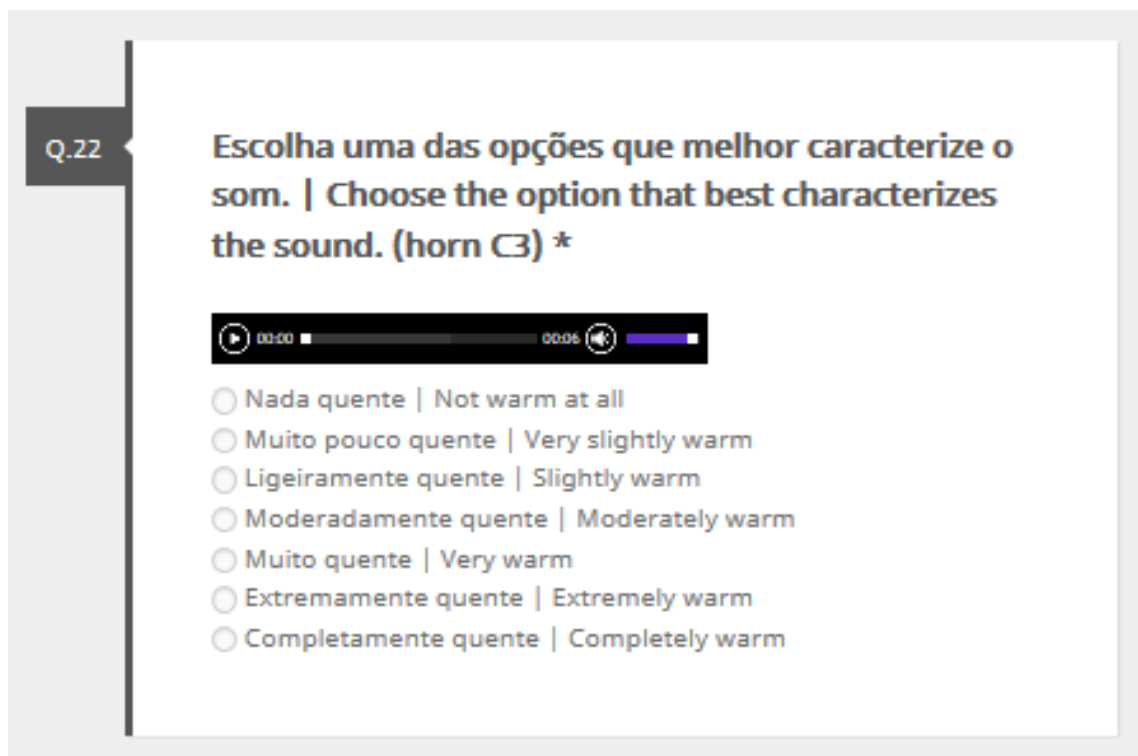 Q.22
Escolha uma das opções que melhor caracterize o
som. | Choose the option that best characterizes
the sound. (horn C3) *
00:00 00:06
Nada quente | Not warm at all
Muito pouco quente | Very slightly warm
Ligeiramente quente | Slightly warm
Moderadamente quente | Moderately warm
Muito quente | Very warm
Extremamente quente | Extremely warm
Completamente quente | Completely warm